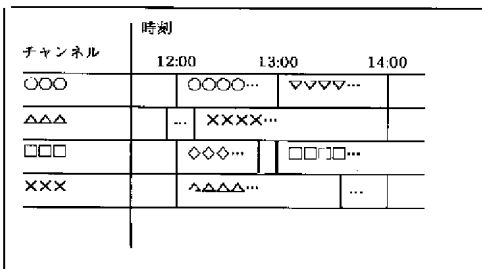 時刻
チャンネル
12:00 13:00 14:00
○○○ ○○○○… ▽▽▽▽…
△△△ … ××××…
□□□ ◇◇◇… □□□□…
××× △△△△… …